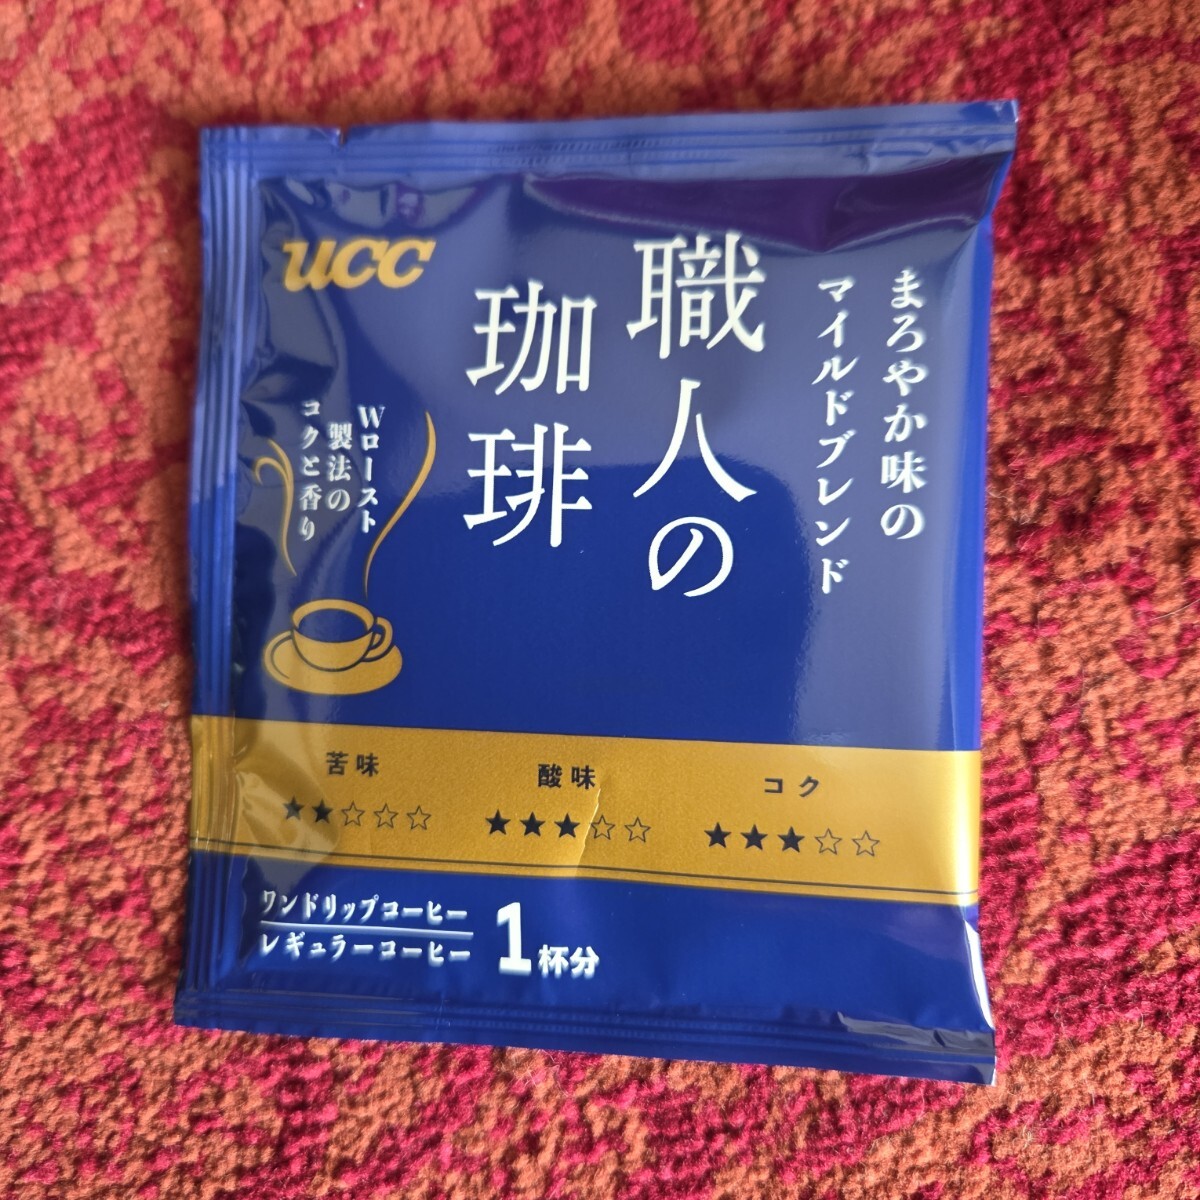 UCC
職人の
珈琲
まろやか味の
マイルドブレンド
Wロースト
製法の
コクと香り
苦味
★★☆☆☆
酸味
★★★☆☆
コク
★★★☆☆
ワンドリップコーヒー
レギュラーコーヒー
1杯分